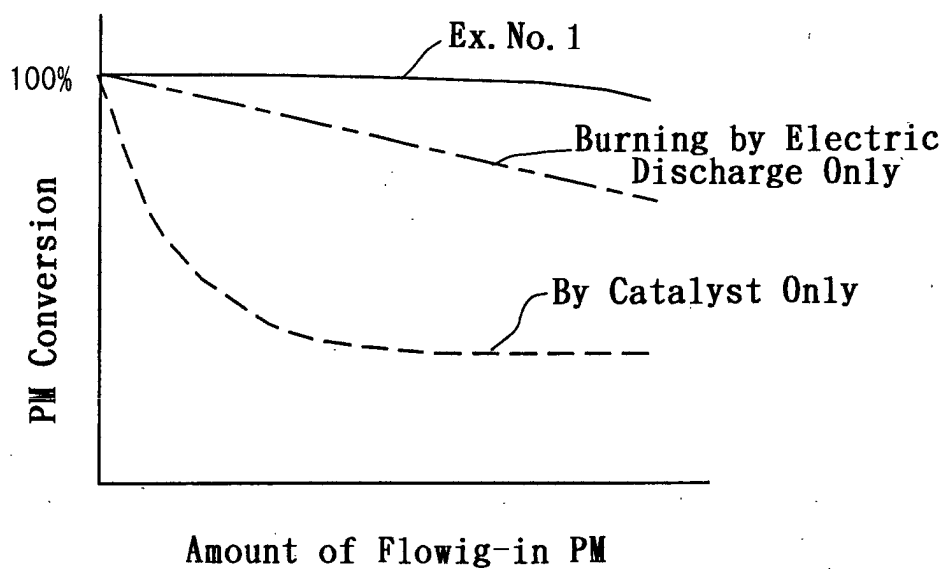 Ex. No. 1
100%
Burning by Electric
Discharge Only
By Catalyst Only
PM Conversion
Amount of Flowig-in PM